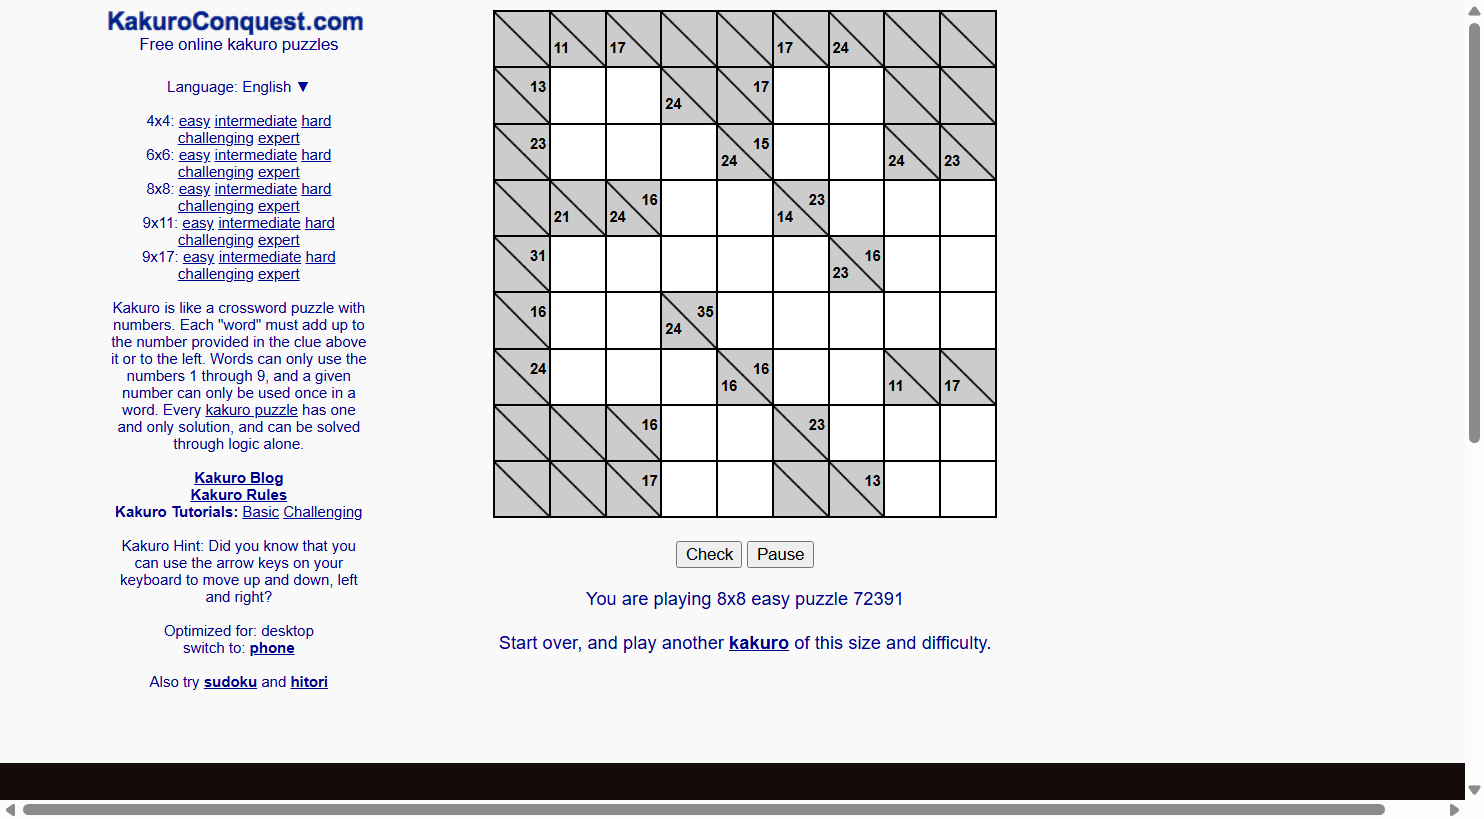 KakuroConquest.com
Free online kakuro puzzles
Language: English ▼
4x4: easy intermediate hard
challenging expert
6x6: easy intermediate hard
challenging expert
8x8: easy intermediate hard
challenging expert
9x11: easy intermediate hard
challenging expert
9x17: easy intermediate hard
challenging expert
Kakuro is like a crossword puzzle with
numbers. Each "word" must add up to
the number provided in the clue above
it or to the left. Words can only use the
numbers 1 through 9, and a given
number can only be used once in a
word. Every kakuro puzzle has one
and only solution, and can be solved
through logic alone.
Kakuro Blog
Kakuro Rules
Kakuro Tutorials: Basic Challenging
Kakuro Hint: Did you know that you
can use the arrow keys on your
keyboard to move up and down, left
and right?
Optimized for: desktop
switch to: phone
Also try sudoku and hitori
11 17 17 24
13 24 17
23 24 15 24 23
21 24 16 14 23
31 23 16
16 24 35
24 16 16 11 17
16 23
17 13
Check Pause
You are playing 8x8 easy puzzle 72391
Start over, and play another kakuro of this size and difficulty.